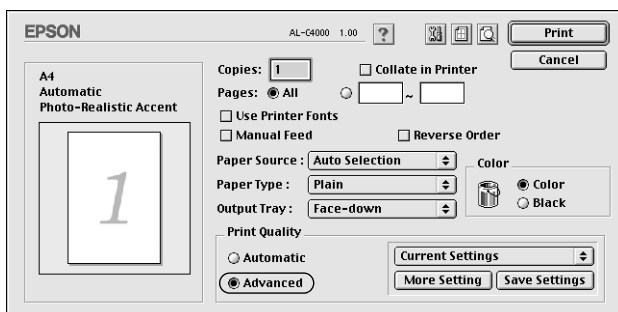 EPSON
AL-C4000 1.00
?
Print
Cancel
A4
Automatic
Photo-Realistic Accent
1
Copies: 1
Collate in Printer
Pages: All
~
Use Printer Fonts
Manual Feed
Reverse Order
Paper Source : Auto Selection
Paper Type : Plain
Output Tray : Face-down
Color
Color
Black
Print Quality
Automatic
Advanced
Current Settings
More Setting
Save Settings